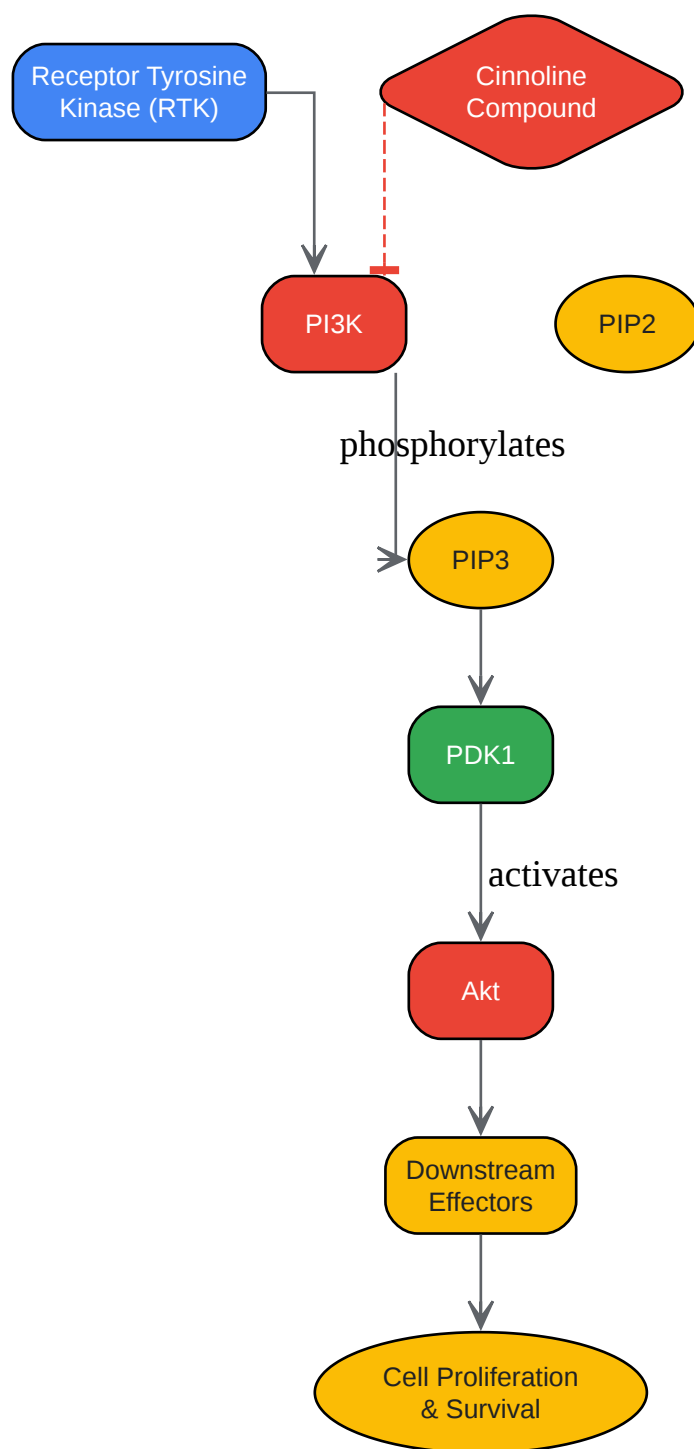 Receptor Tyrosine
Kinase (RTK)
Cinnoline
Compound
PI3K
PIP2
phosphorylates
PIP3
PDK1
activates
Akt
Downstream
Effectors
Cell Proliferation
& Survival